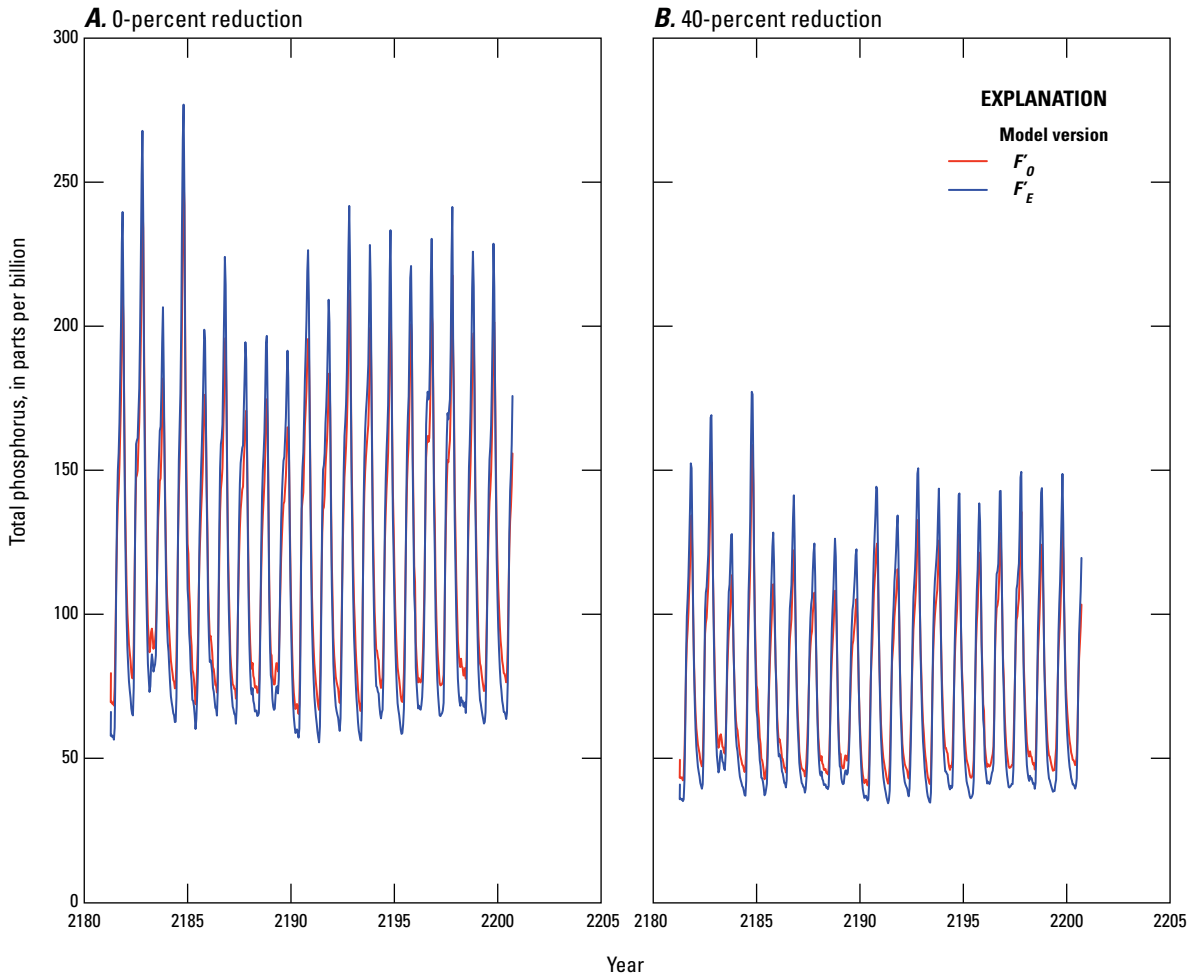 A. 0-percent reduction
B. 40-percent reduction
Total phosphorus, in parts per billion
300
250
200
150
100
50
0
2180 2185 2190 2195 2200 2205
2180 2185 2190 2195 2200 2205
Year
EXPLANATION
Model version
F′0
F′E